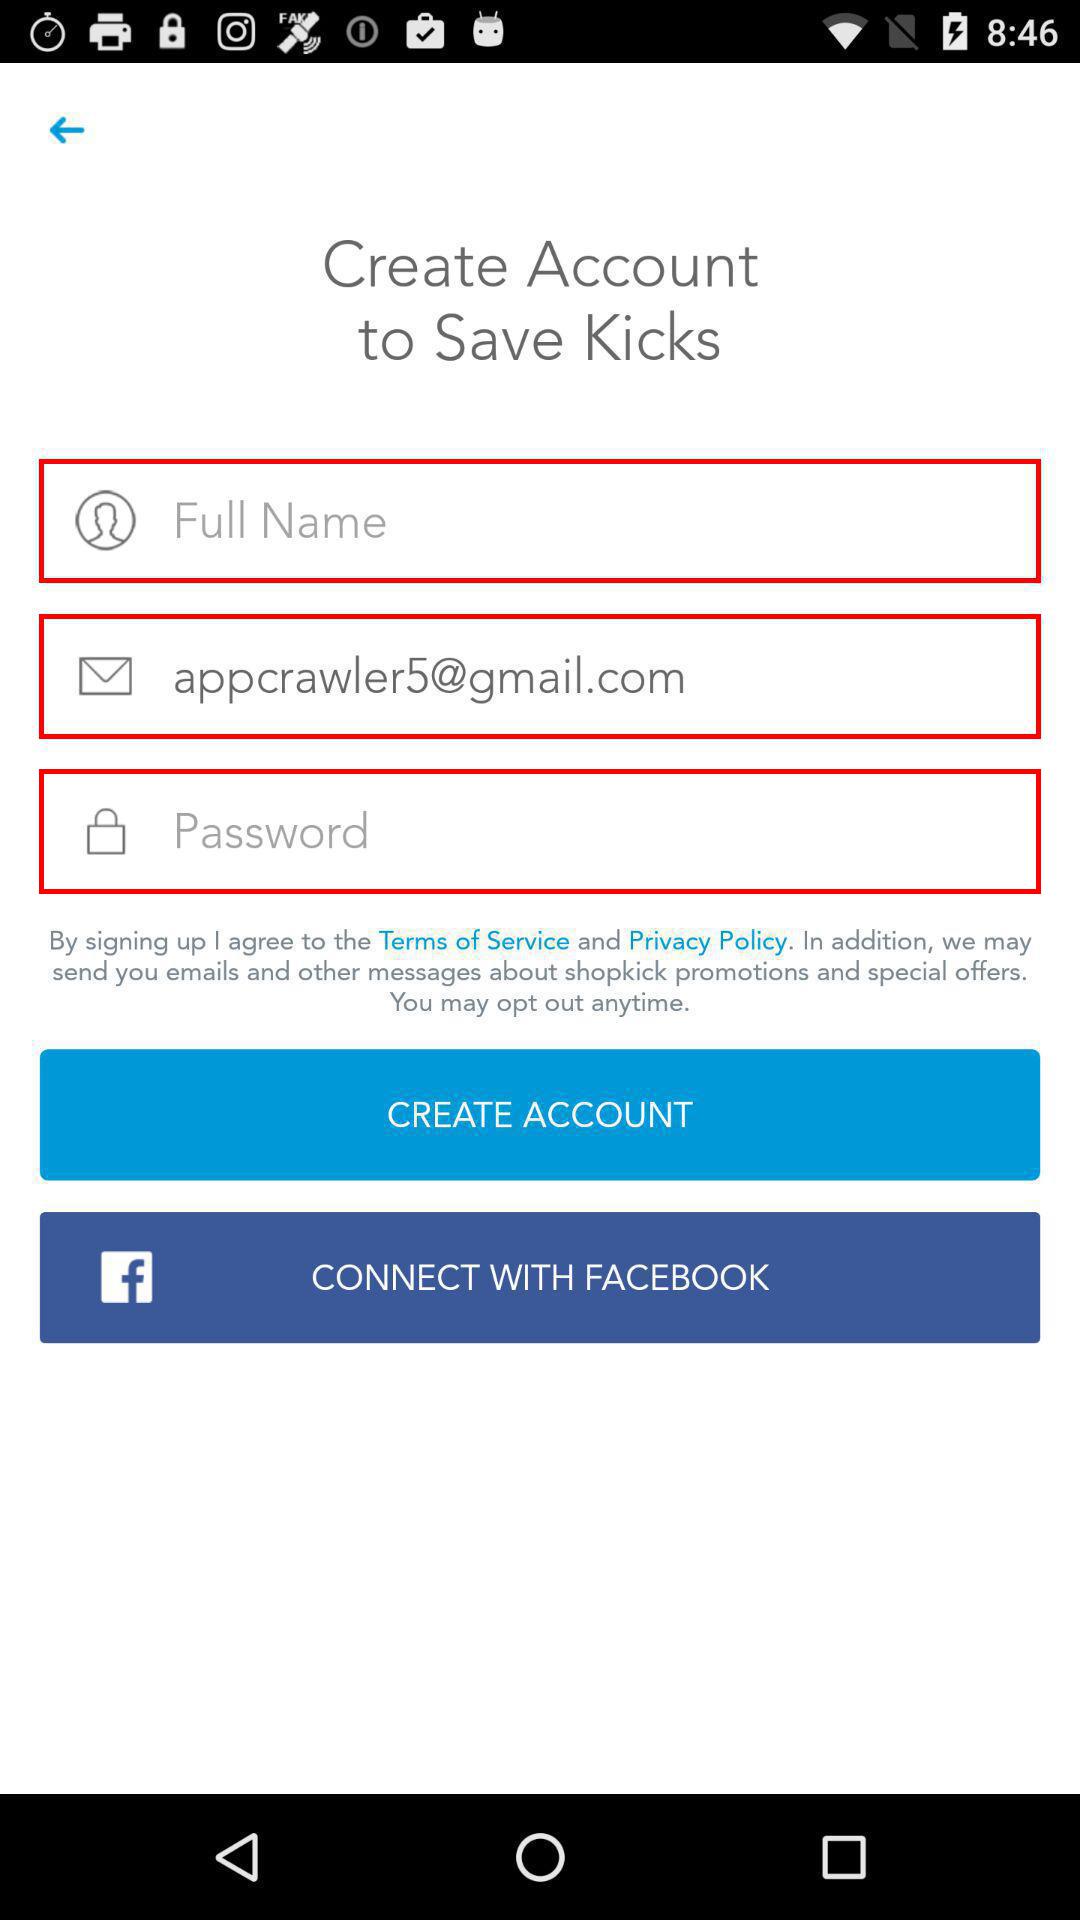 FAKE
8:46
Create Account
to Save Kicks
Full Name
appcrawler5@gmail.com
Password
By signing up I agree to the Terms of Service and Privacy Policy. In addition, we may
send you emails and other messages about shopkick promotions and special offers.
You may opt out anytime.
CREATE ACCOUNT
CONNECT WITH FACEBOOK